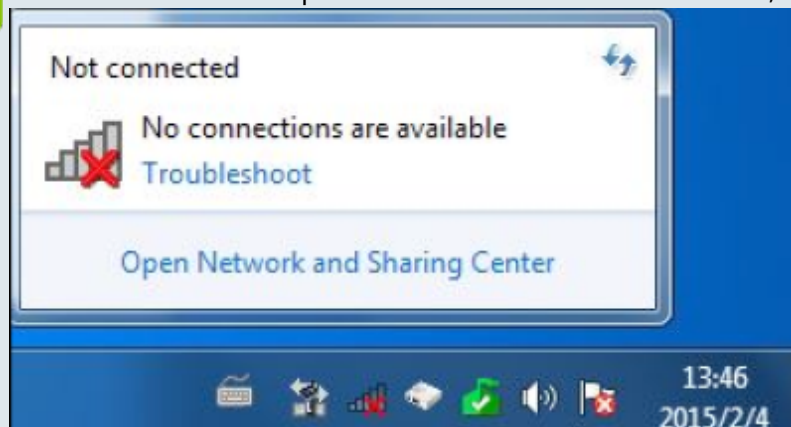 Not connected
No connections are available
Troubleshoot
Open Network and Sharing Center
13:46
2015/2/4